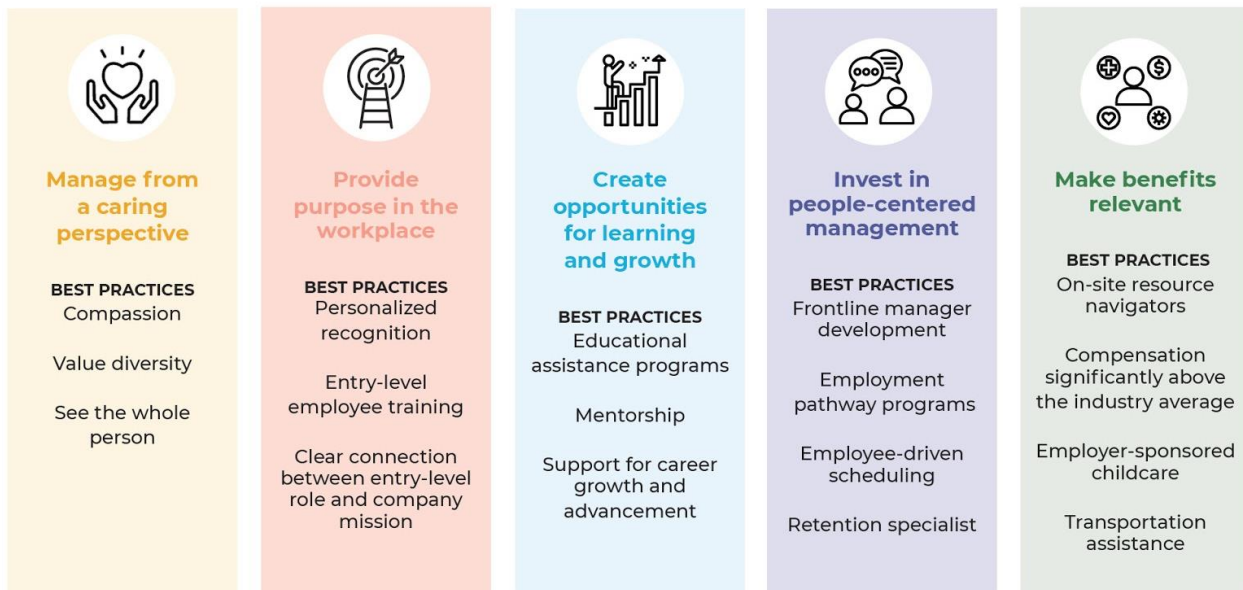 Manage from
a caring
perspective
BEST PRACTICES
Compassion
Value diversity
See the whole
person
Provide
purpose in the
workplace
BEST PRACTICES
Personalized
recognition
Entry-level
employee training
Clear connection
between entry-level
role and company
mission
Create
opportunities
for learning
and growth
BEST PRACTICES
Educational
assistance programs
Mentorship
Support for career
growth and
advancement
Invest in
people-centered
management
BEST PRACTICES
Frontline manager
development
Employment
pathway programs
Employee-driven
scheduling
Retention specialist
Make benefits
relevant
BEST PRACTICES
On-site resource
navigators
Compensation
significantly above
the industry average
Employer-sponsored
childcare
Transportation
assistance